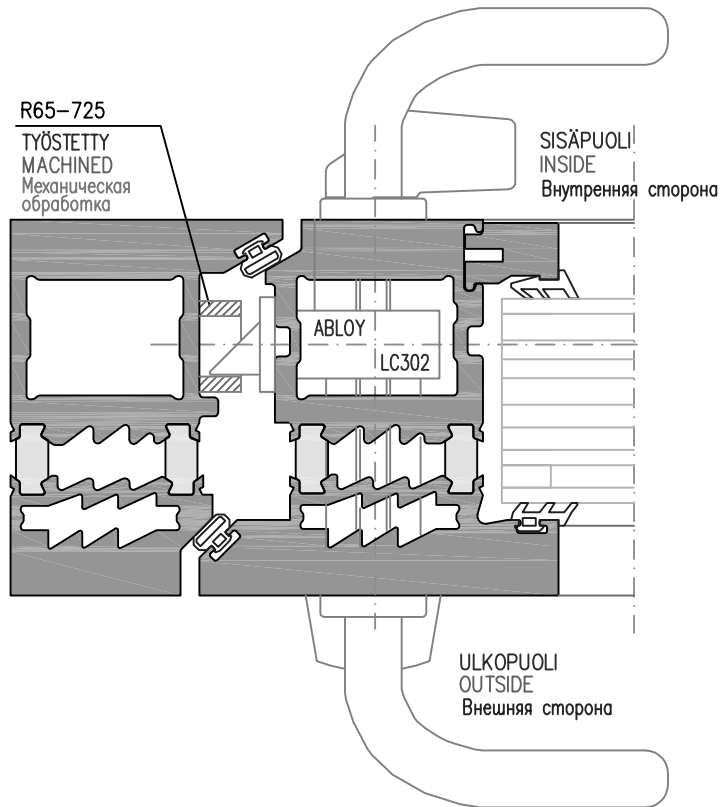 R65-725
TYÖSTETTY
MACHINED
Механическая
обработка
SISÄPUOLI
INSIDE
Внутренняя сторона
ABLOY
LC302
ULKOPUOLI
OUTSIDE
Внешняя сторона